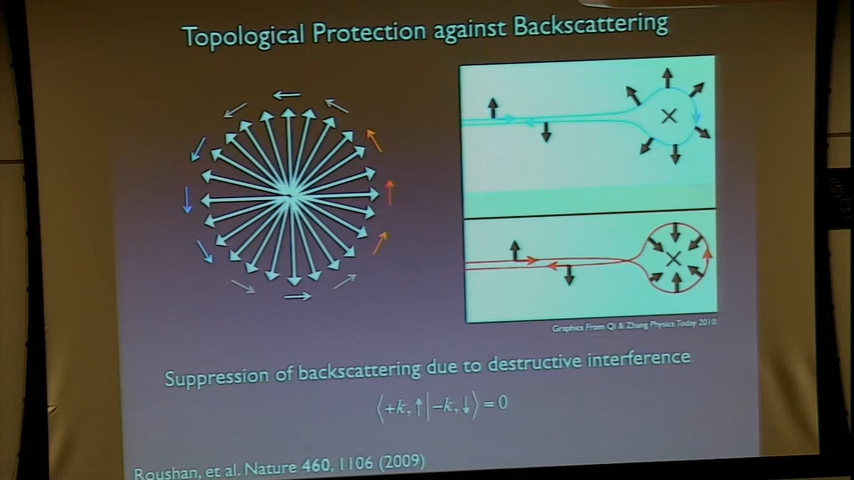 Topological Protection against Backscattering
Graphics From Qi & Zhang Physics Today 2010
Suppression of backscattering due to destructive interference
⟨+k,↑|−k,↓⟩=0
Roushan, et al. Nature 460, 1106 (2009)